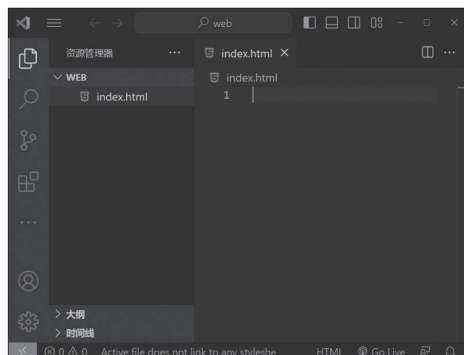 web
资源管理器 ... index.html ...
WEB
index.html
index.html
1
大纲
时间线
0 0 Active file does not link to any styleshe HTML Go Live